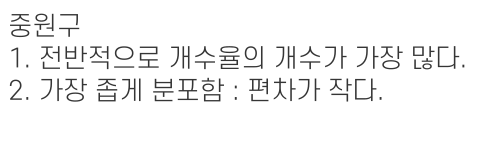 중원구
1. 전반적으로 개수율의 개수가 가장 많다.
2. 가장 좁게 분포함 : 편차가 작다.